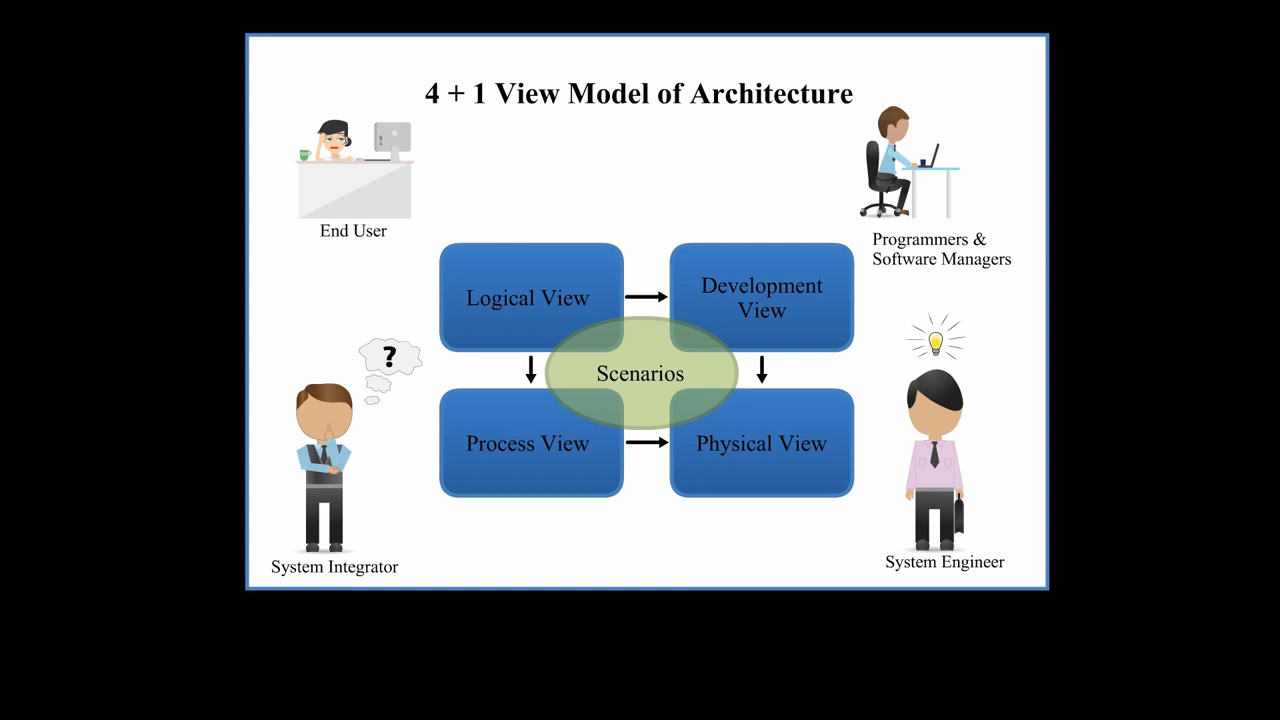 4 + 1 View Model of Architecture
End User
Programmers &
Software Managers
Logical View
Development
View
?
Scenarios
Process View
Physical View
System Integrator
System Engineer